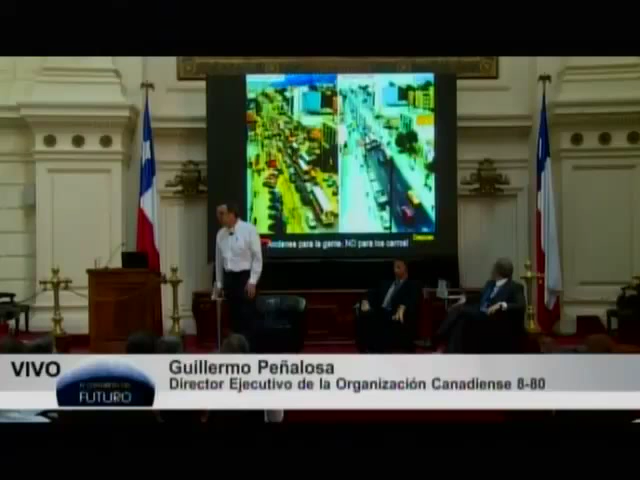 Andenes para la gente; NO para los carros!
VIVO
Guillermo Peñalosa
Director Ejecutivo de la Organización Canadiense 8-80
FUTURO